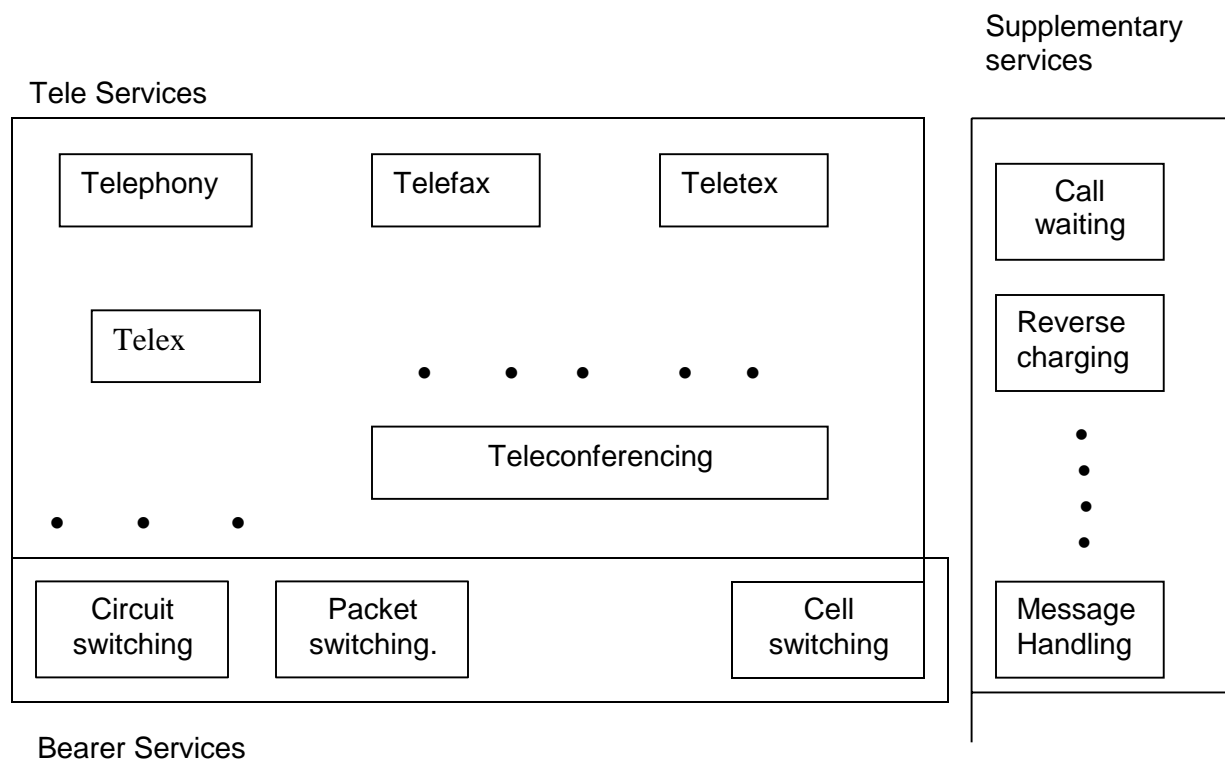 Supplementary
services
Tele Services
Telephony
Telefax
Teletex
Call
waiting
Telex
Reverse
charging
Teleconferencing
Circuit
switching
Packet
switching.
Cell
switching
Message
Handling
Bearer Services